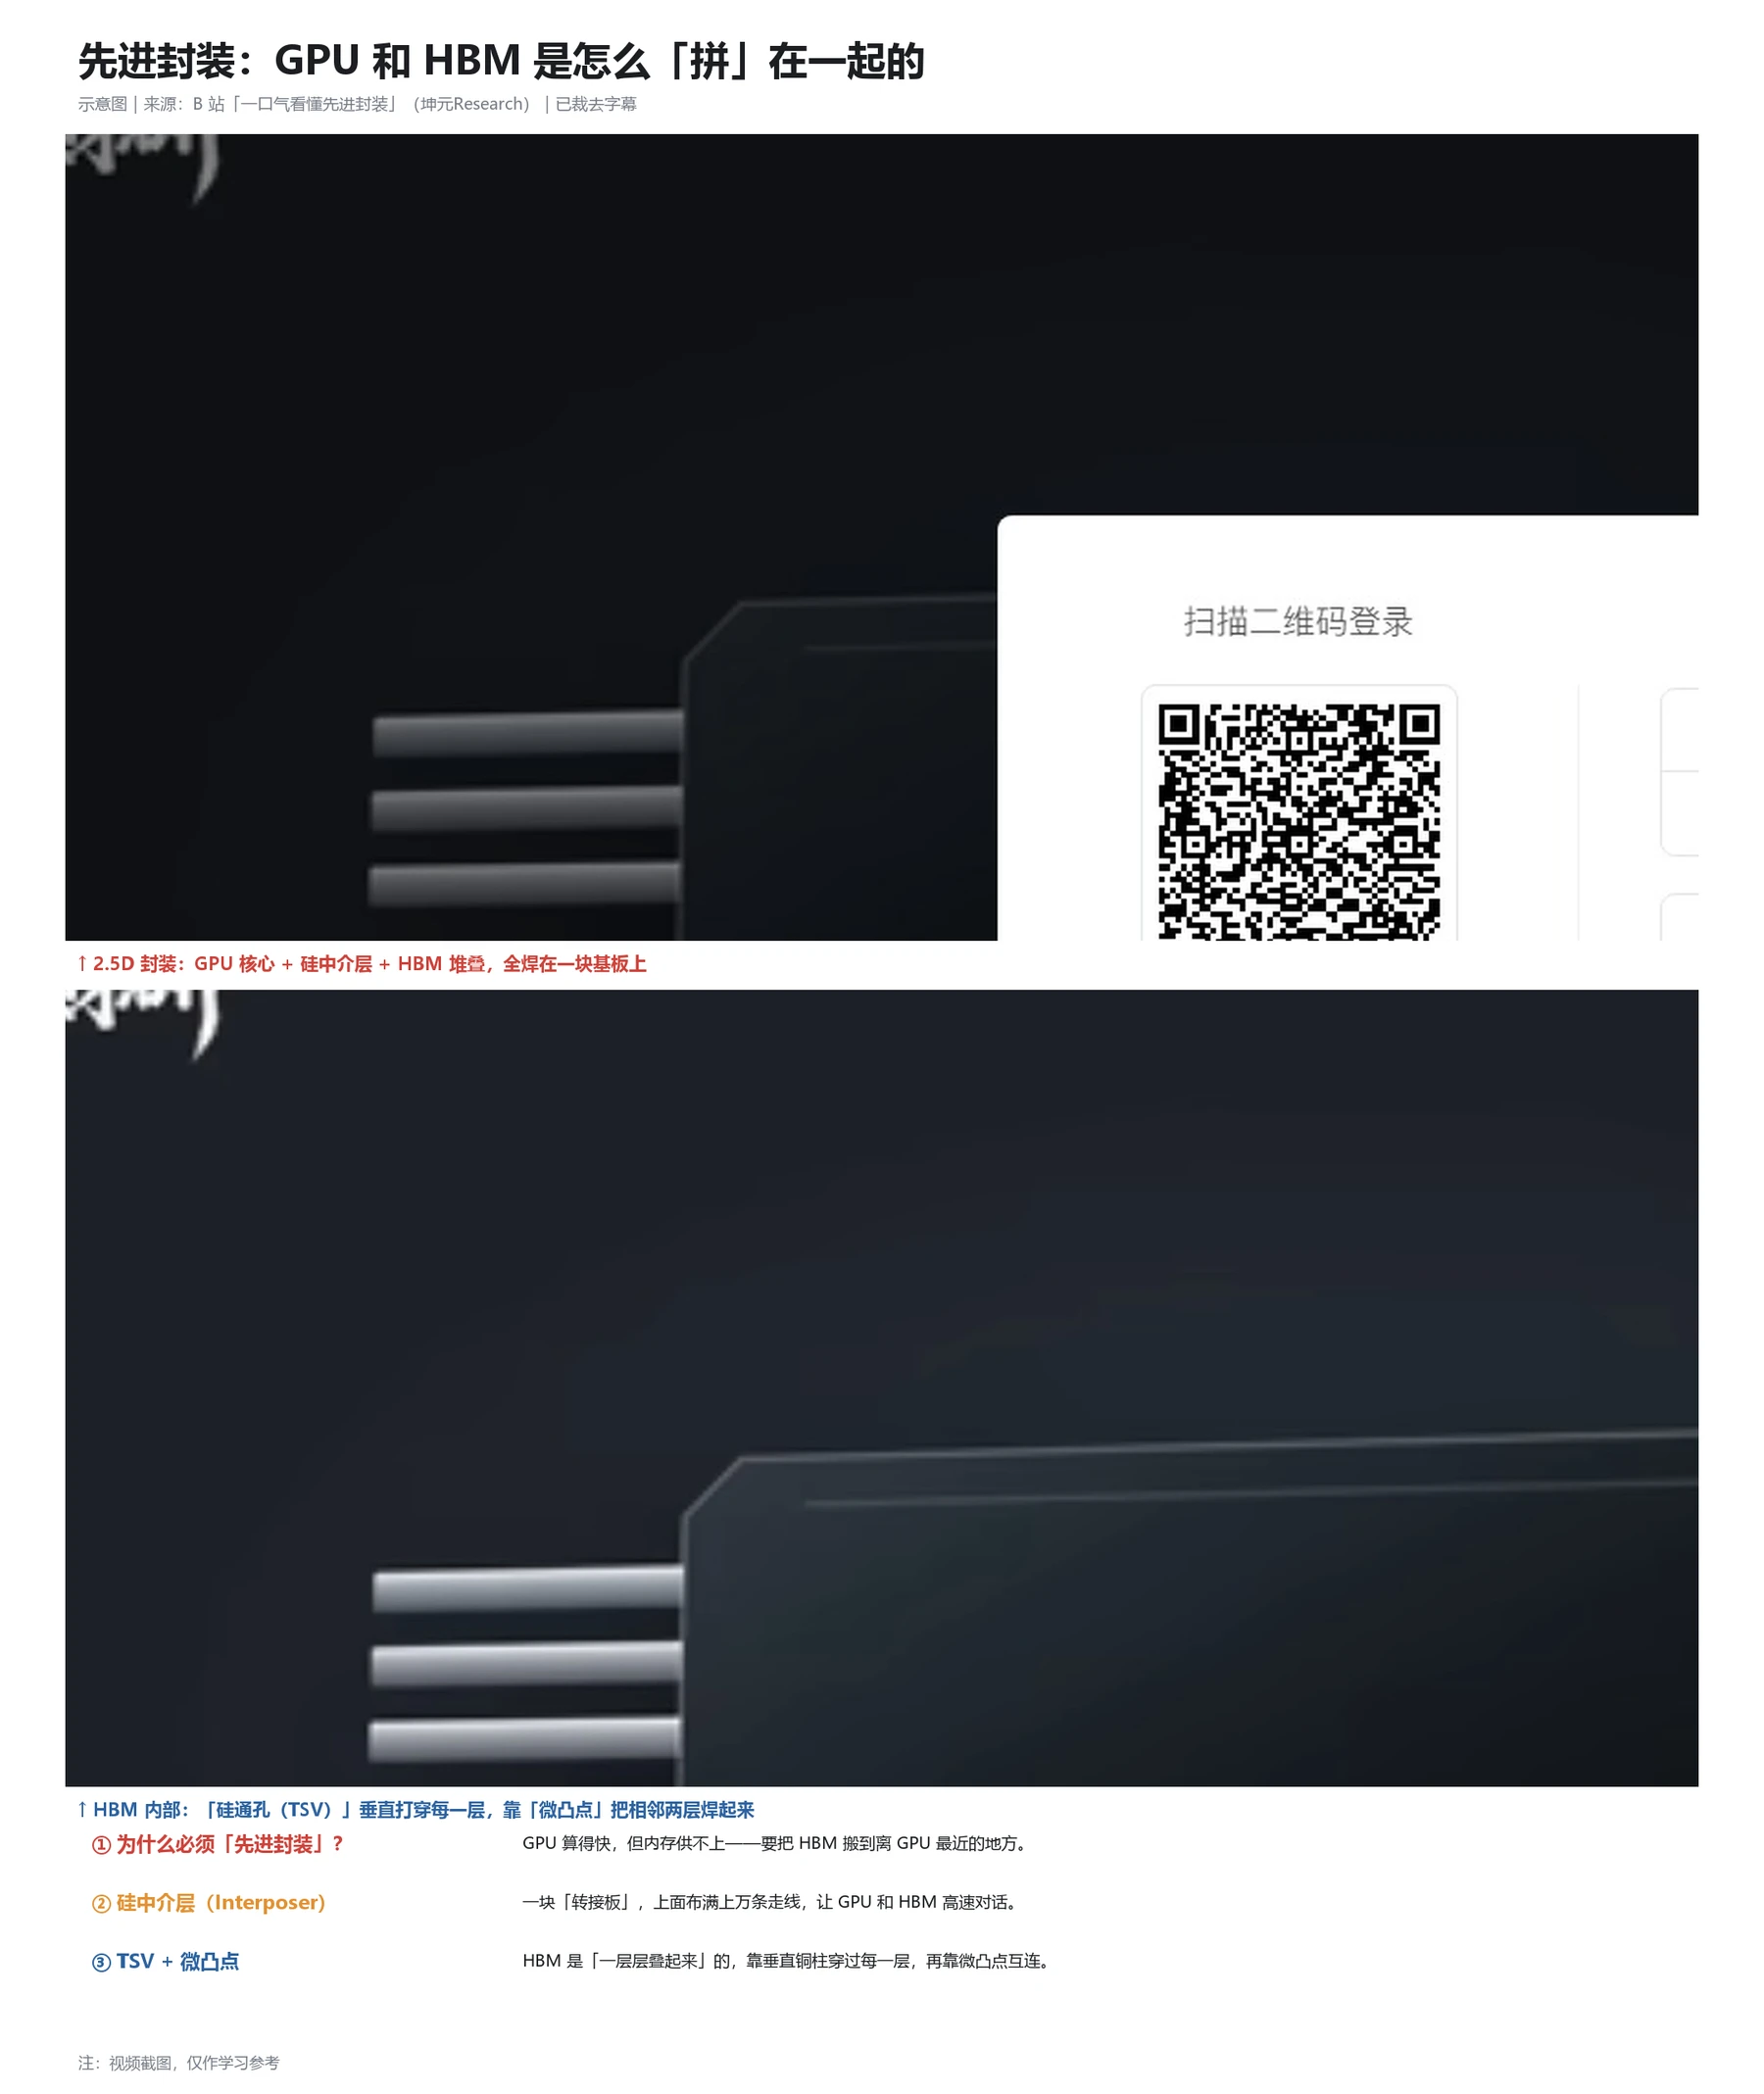 先进封装：GPU 和 HBM 是怎么「拼」在一起的
示意图 | 来源：B 站「一口气看懂先进封装」（坤元Research） | 已裁去字幕
扫描二维码登录
↑ 2.5D 封装：GPU 核心 + 硅中介层 + HBM 堆叠，全焊在一块基板上
↑ HBM 内部：「硅通孔（TSV）」垂直打穿每一层，靠「微凸点」把相邻两层焊起来
① 为什么必须「先进封装」？ GPU 算得快，但内存供不上——要把 HBM 搬到离 GPU 最近的地方。
② 硅中介层（Interposer） 一块「转接板」，上面布满上万条走线，让 GPU 和 HBM 高速对话。
③ TSV + 微凸点 HBM 是「一层层叠起来」的，靠垂直铜柱穿过每一层，再靠微凸点互连。
注：视频截图，仅作学习参考